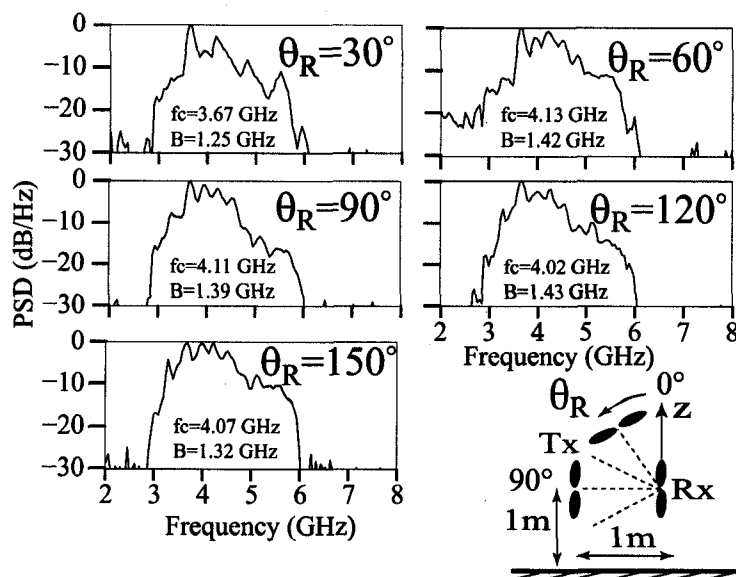 0
−10
−20
−30
θR=30°
fc=3.67 GHz
B=1.25 GHz
θR=60°
fc=4.13 GHz
B=1.42 GHz
PSD (dB/Hz)
0
−10
−20
−30
θR=90°
fc=4.11 GHz
B=1.39 GHz
θR=120°
fc=4.02 GHz
B=1.43 GHz
2 3 4 5 6 7 8
Frequency (GHz)
0
−10
−20
−30
θR=150°
fc=4.07 GHz
B=1.32 GHz
2 3 4 5 6 7 8
Frequency (GHz)
θR
0°
z
Tx
90°
Rx
1m
1m